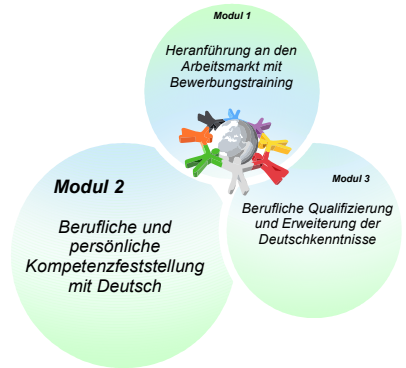 Modul 1
Heranführung an den
Arbeitsmarkt mit
Bewerbungstraining
Modul 2
Berufliche und
persönliche
Kompetenzfeststellung
mit Deutsch
Modul 3
Berufliche Qualifizierung
und Erweiterung der
Deutschkenntnisse